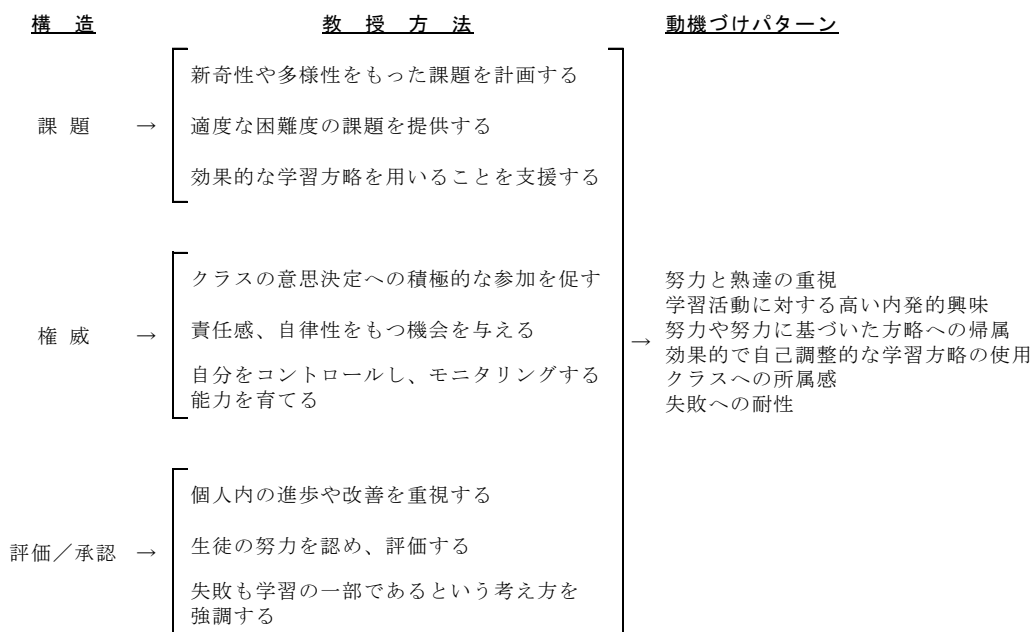 構 造 教 授 方 法 動機づけパターン
新奇性や多様性をもった課題を計画する
課 題 → 適度な困難度の課題を提供する
効果的な学習方略を用いることを支援する
クラスの意思決定への積極的な参加を促す
権 威 → 責任感、自律性をもつ機会を与える
自分をコントロールし、モニタリングする
能力を育てる
→
努力と熟達の重視
学習活動に対する高い内発的興味
努力や努力に基づいた方略への帰属
効果的で自己調整的な学習方略の使用
クラスへの所属感
失敗への耐性
個人内の進歩や改善を重視する
評価／承認 → 生徒の努力を認め、評価する
失敗も学習の一部であるという考え方を
強調する